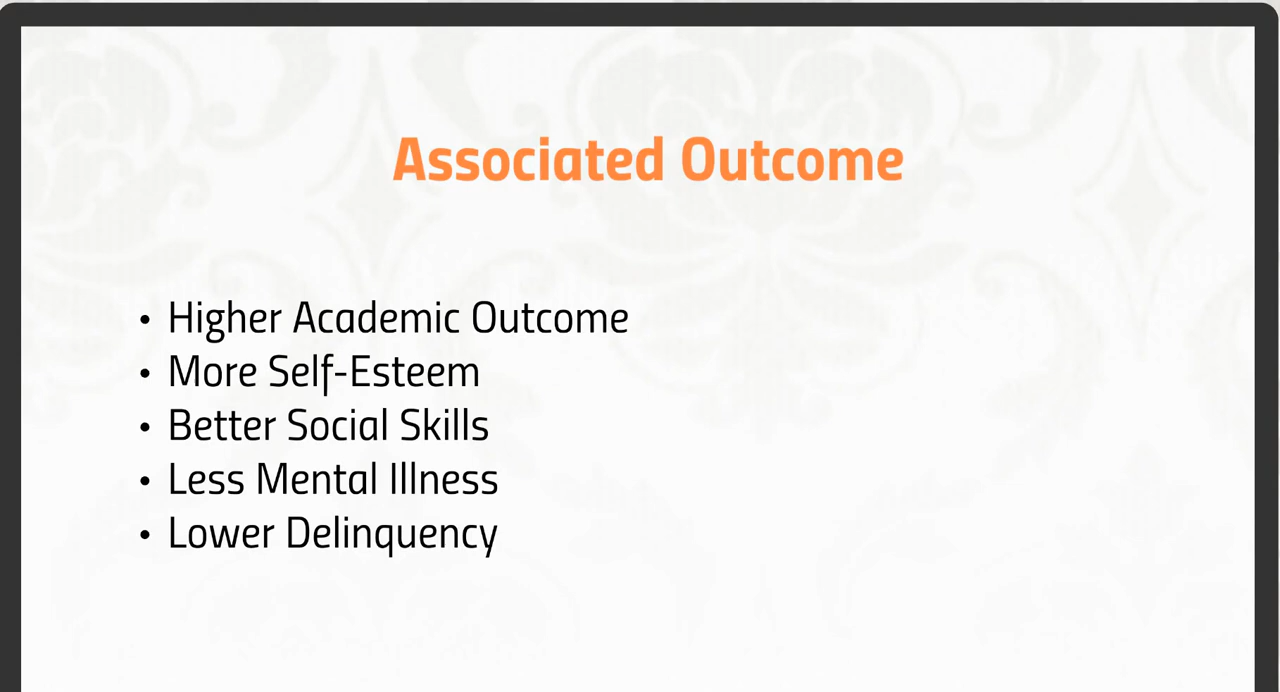 Associated Outcome
• Higher Academic Outcome
• More Self-Esteem
• Better Social Skills
• Less Mental Illness
• Lower Delinquency